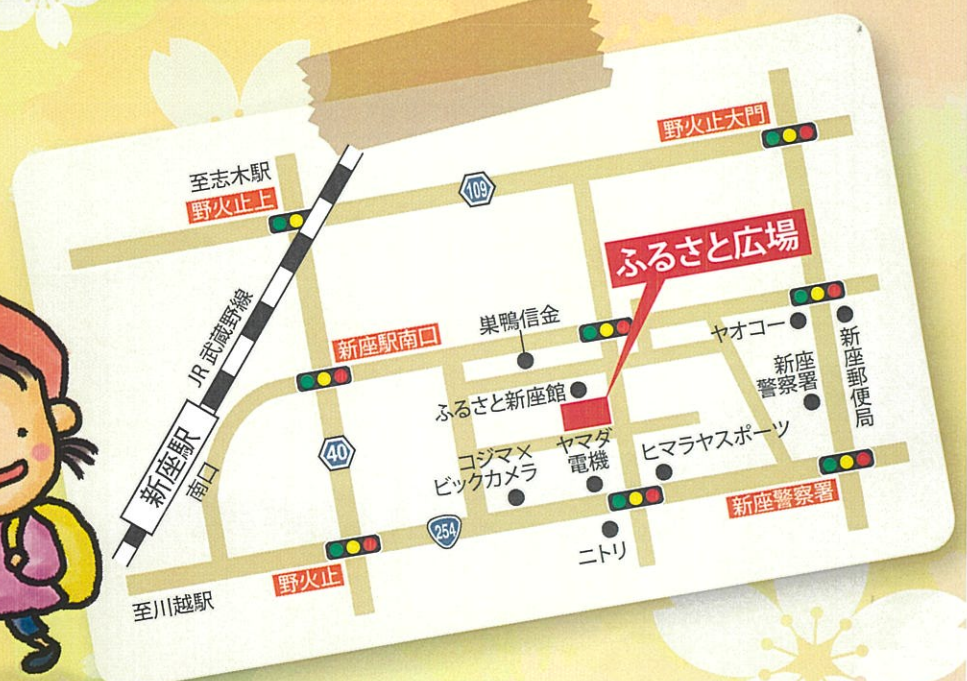 野火止大門
至志木駅
野火止上
109
ふるさと広場
JR武蔵野線
新座駅南口
巣鴨信金
ヤオコー
新座
警察署
新座郵便局
ふるさと新座館
新座駅
南口
40
コジマ×
ビックカメラ
ヤマダ
電機
ヒマラヤスポーツ
254
新座警察署
ニトリ
野火止
至川越駅